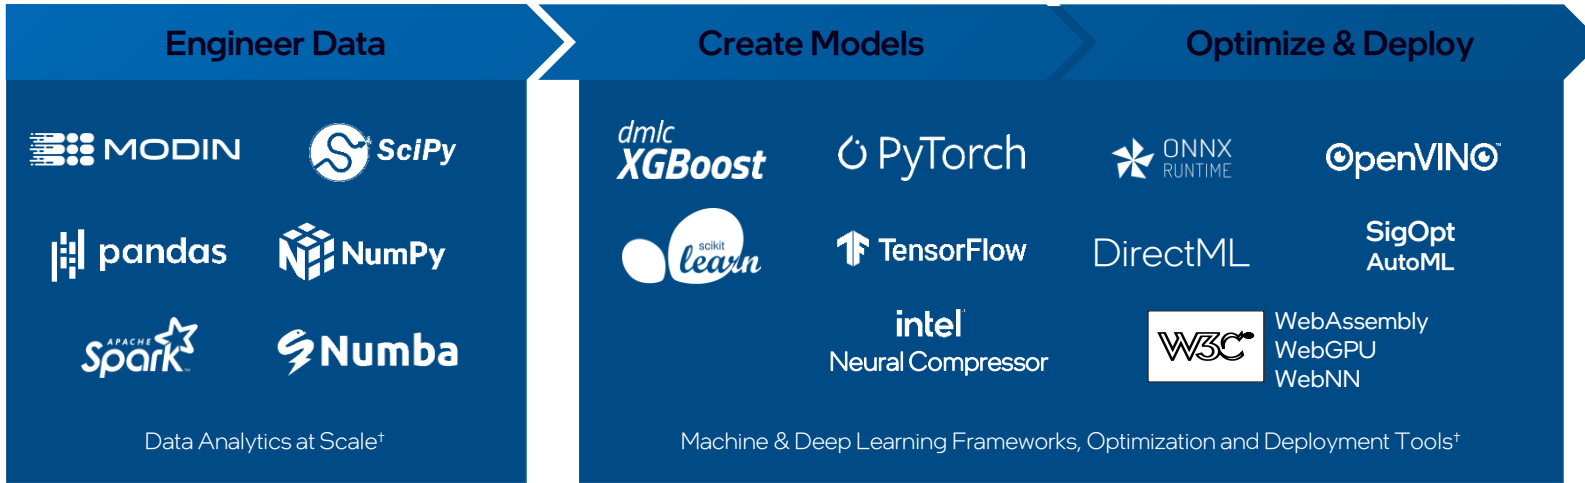 Engineer Data
Create Models
Optimize & Deploy
MODIN
SciPy
pandas
NumPy
APACHE
Spark™
Numba
Data Analytics at Scale†
dmlc
XGBoost
PyTorch
ONNX
RUNTIME
OpenVINO™
scikit
learn
TensorFlow
DirectML
SigOpt
AutoML
intel
Neural Compressor
W3C
WebAssembly
WebGPU
WebNN
Machine & Deep Learning Frameworks, Optimization and Deployment Tools†